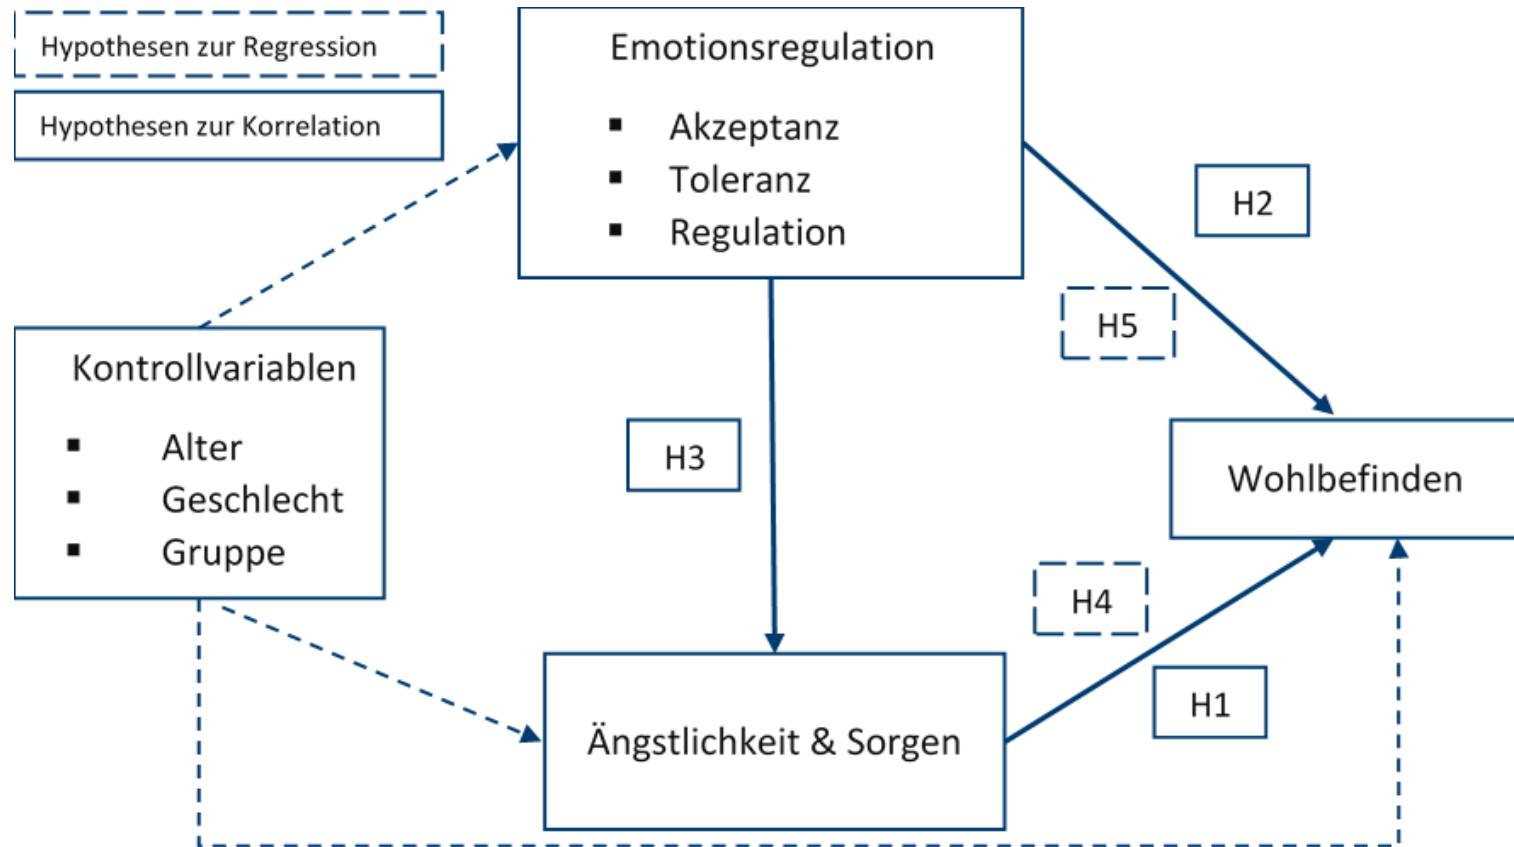 Hypothesen zur Regression
Hypothesen zur Korrelation
Emotionsregulation
▪ Akzeptanz
▪ Toleranz
▪ Regulation
H2
H5
Kontrollvariablen
▪ Alter
▪ Geschlecht
▪ Gruppe
H3
Wohlbefinden
H4
H1
Ängstlichkeit & Sorgen